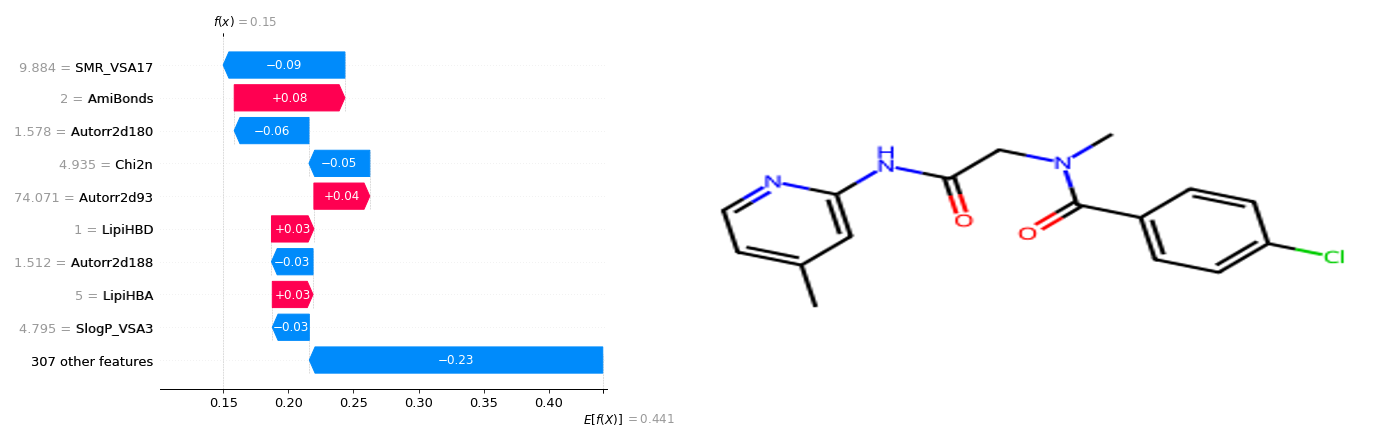 f(x) = 0.15
9.884 = SMR_VSA17 −0.09
2 = AmiBonds +0.08
1.578 = Autorr2d180 −0.06
4.935 = Chi2n −0.05
74.071 = Autorr2d93 +0.04
1 = LipiHBD +0.03
1.512 = Autorr2d188 −0.03
5 = LipiHBA +0.03
4.795 = SlogP_VSA3 −0.03
307 other features −0.23
0.15 0.20 0.25 0.30 0.35 0.40
E[f(X)] = 0.441
H
N
N
N
O
O
Cl